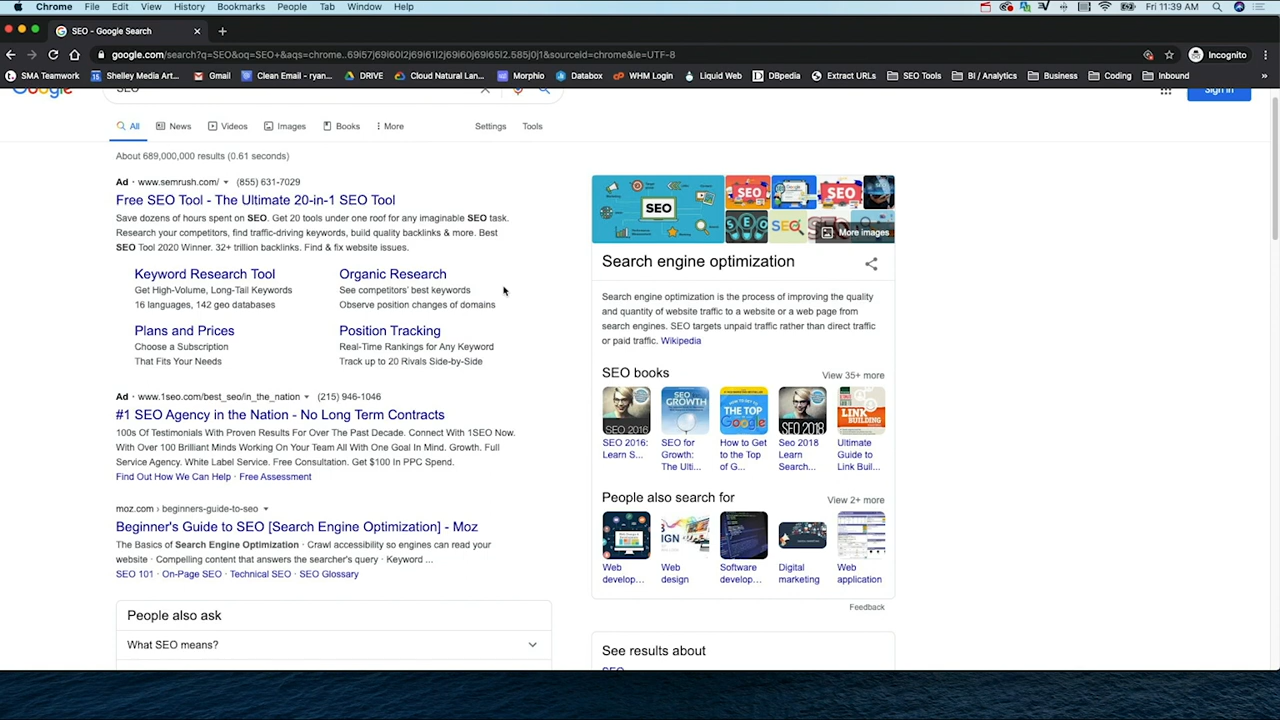 Chrome File Edit View History Bookmarks People Tab Window Help Fri 11:39 AM
SEO - Google Search
google.com/search?q=SEO&oq=SEO+&aqs=chrome..69i57j69i60l2j69i61l2j69i60j69i65l2.585j0j1&sourceid=chrome&ie=UTF-8 Incognito
SMA Teamwork Shelley Media Art... Gmail Clean Email - ryan... DRIVE Cloud Natural Lan... Morphio Databox WHM Login Liquid Web DBpedia Extract URLs SEO Tools BI / Analytics Business Coding Inbound
Google SEO Sign in
All News Videos Images Books More Settings Tools
About 689,000,000 results (0.61 seconds)
Ad · www.semrush.com/ (855) 631-7029
Free SEO Tool - The Ultimate 20-in-1 SEO Tool
Save dozens of hours spent on SEO. Get 20 tools under one roof for any imaginable SEO task.
Research your competitors, find traffic-driving keywords, build quality backlinks & more. Best
SEO Tool 2020 Winner. 32+ trillion backlinks. Find & fix website issues.
Keyword Research Tool
Get High-Volume, Long-Tail Keywords
16 languages, 142 geo databases
Organic Research
See competitors' best keywords
Observe position changes of domains
Plans and Prices
Choose a Subscription
That Fits Your Needs
Position Tracking
Real-Time Rankings for Any Keyword
Track up to 20 Rivals Side-by-Side
Ad · www.1seo.com/best_seo/in_the_nation (215) 946-1046
#1 SEO Agency in the Nation - No Long Term Contracts
100s Of Testimonials With Proven Results For Over The Past Decade. Connect With 1SEO Now.
With Over 100 Brilliant Minds Working On Your Team All With One Goal In Mind. Growth. Full
Service Agency. White Label Service. Free Consultation. Get $100 In PPC Spend.
Find Out How We Can Help · Free Assessment
moz.com › beginners-guide-to-seo
Beginner's Guide to SEO [Search Engine Optimization] - Moz
The Basics of Search Engine Optimization · Crawl accessibility so engines can read your
website · Compelling content that answers the searcher's query · Keyword ...
SEO 101 · On-Page SEO · Technical SEO · SEO Glossary
People also ask
What SEO means?
SEO
SEO
SEO
SEO
More images
Search engine optimization
Search engine optimization is the process of improving the quality
and quantity of website traffic to a website or a web page from
search engines. SEO targets unpaid traffic rather than direct traffic
or paid traffic. Wikipedia
SEO books
View 35+ more
SEO 2016:
Learn S...
SEO for
Growth:
The Ulti...
How to Get
to the Top
of G...
Seo 2018
Learn
Search...
Ultimate
Guide to
Link Buil...
People also search for
View 2+ more
Web
develop...
Web
design
Software
develop...
Digital
marketing
Web
application
Feedback
See results about
SEO